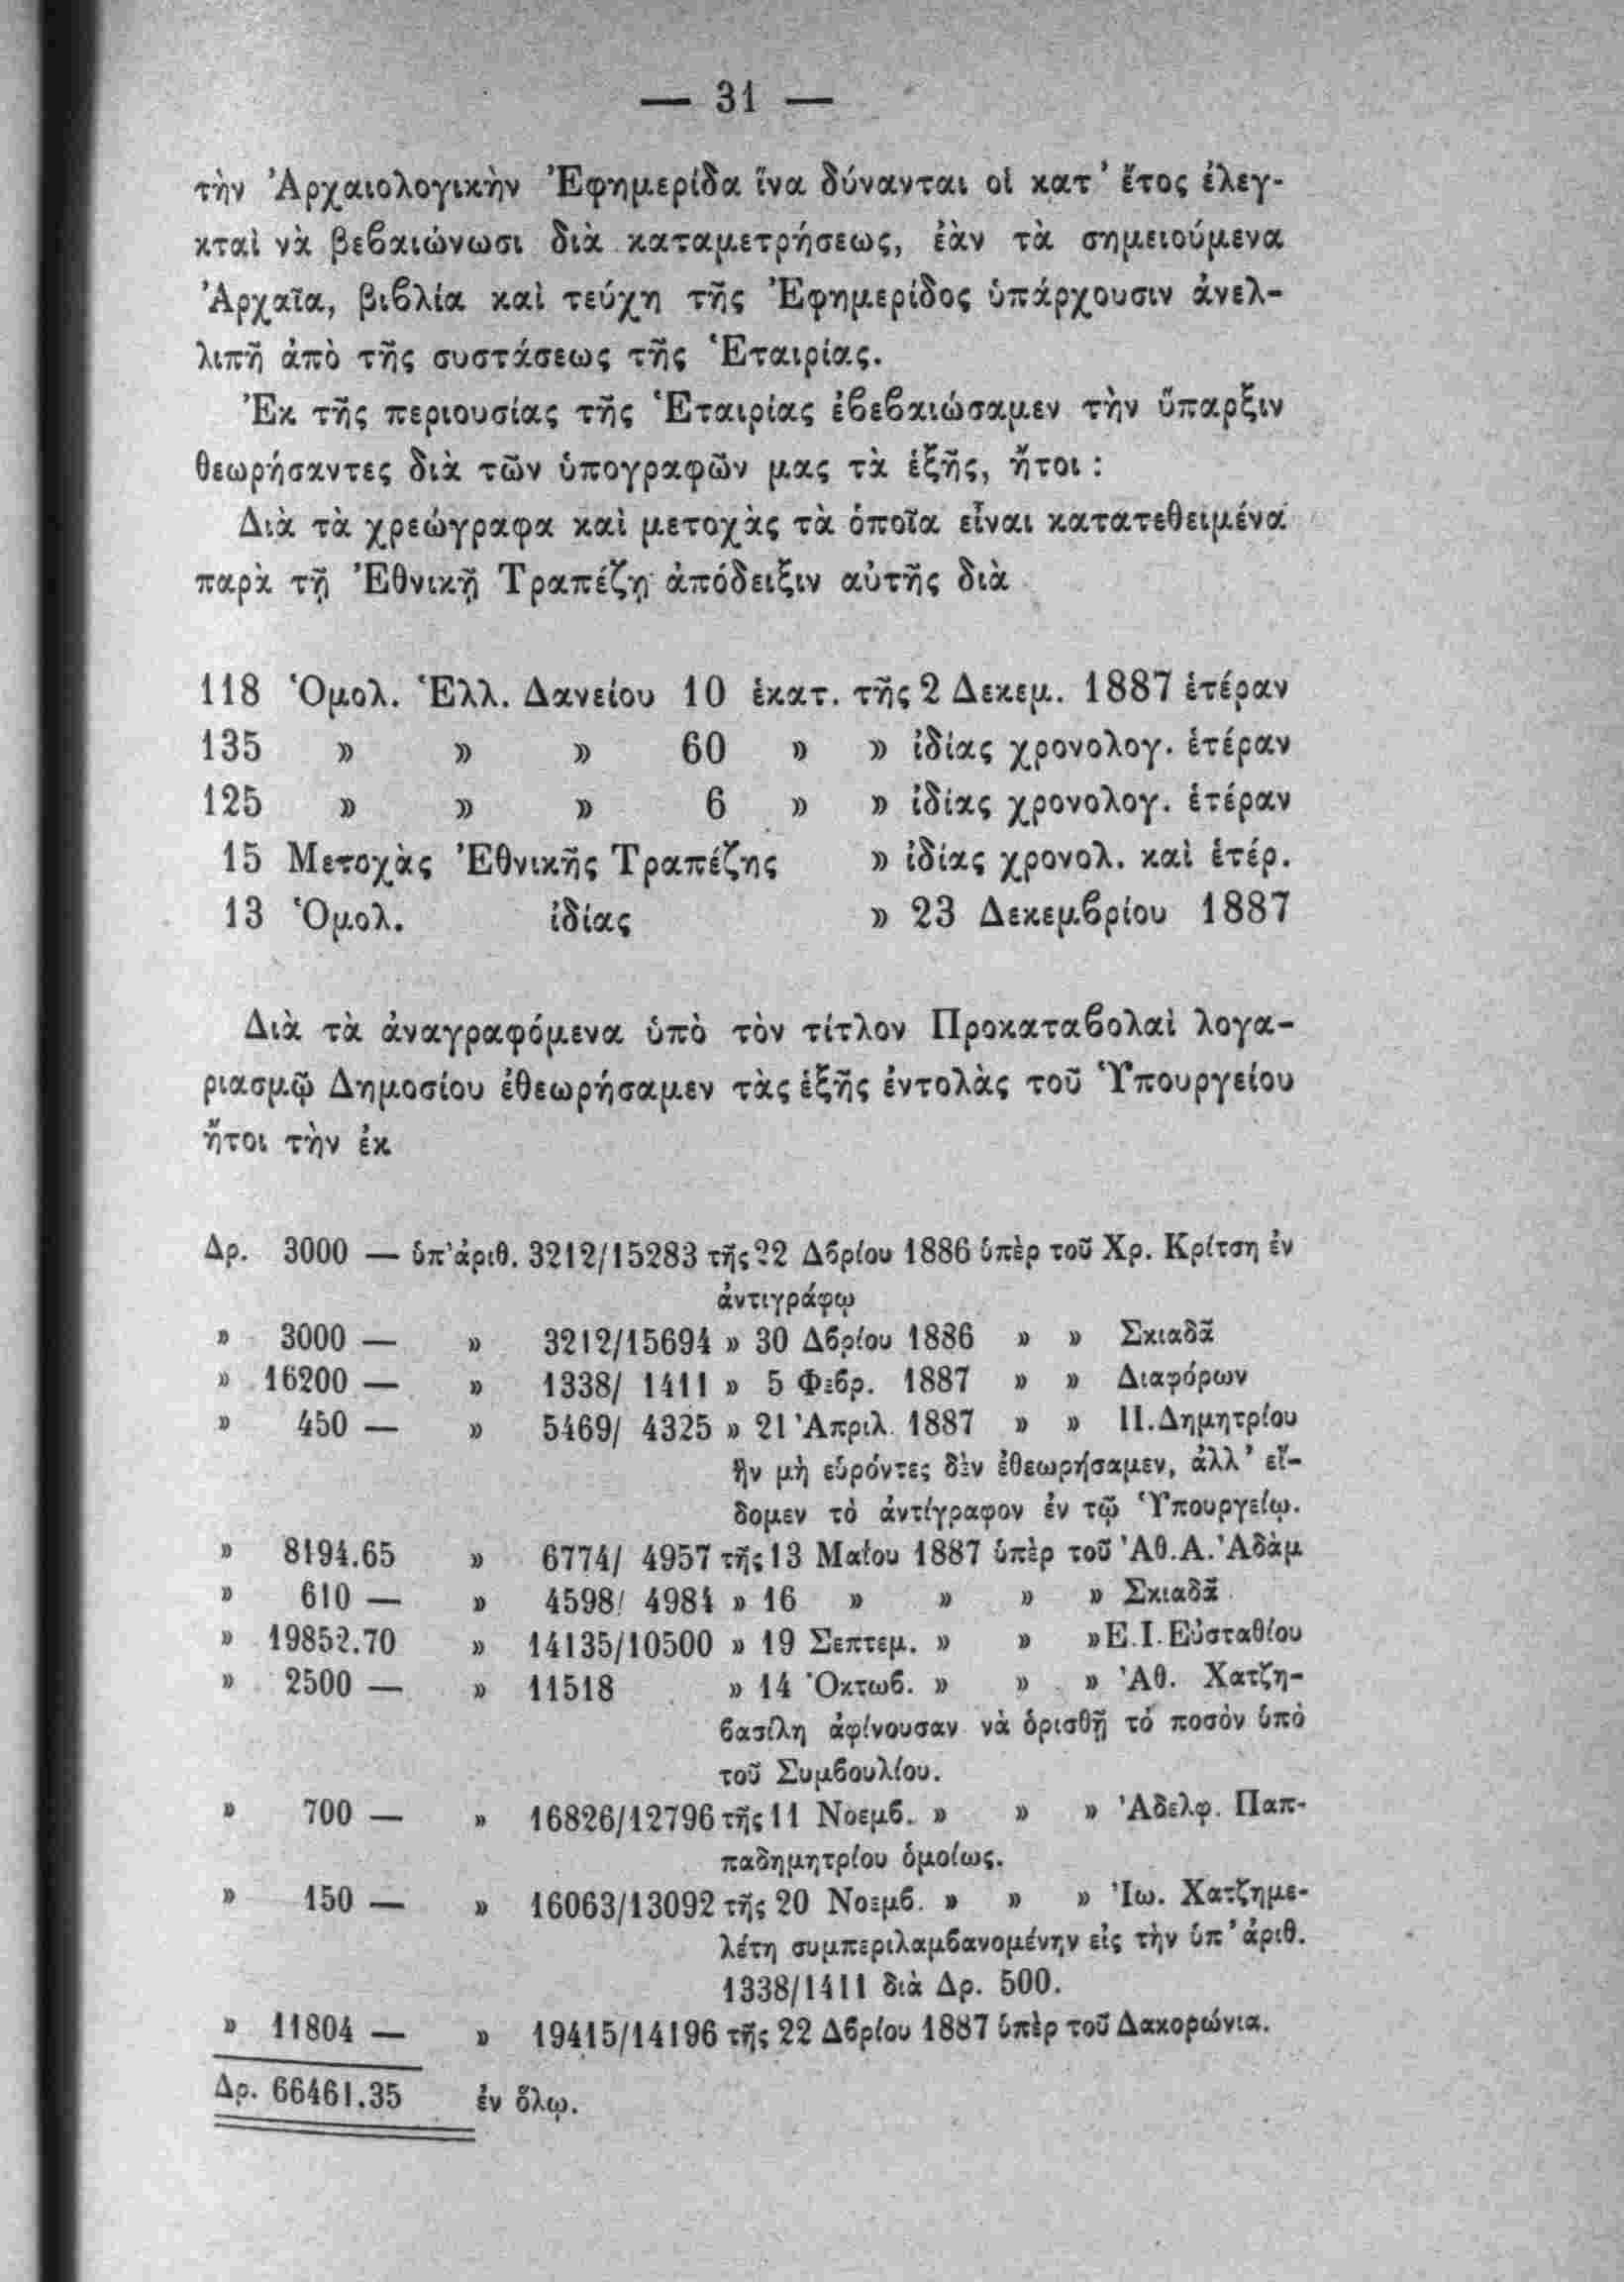 — 31 —
τὴν Ἀρχαιολογικὴν Ἐφημερίδα ἵνα δύνανται οἱ κατ’ ἔτος ἐλεγ-
κταὶ νὰ βεϐαιώνωσι διὰ καταμετρήσεως, ἐὰν τὰ σημειούμενα
Ἀρχαῖα, βιϐλία καὶ τεύχη τῆς Ἐφημερίδος ὑπάρχουσιν ἀνελ-
λιπῆ ἀπὸ τῆς συστάσεως τῆς Ἑταιρίας.
Ἐκ τῆς περιουσίας τῆς Ἑταιρίας ἐϐεϐαιώσαμεν τὴν ὕπαρξιν
θεωρήσαντες διὰ τῶν ὑπογραφῶν μας τὰ ἑξῆς, ἤτοι :
Διὰ τὰ χρεώγραφα καὶ μετοχὰς τὰ ὁποῖα εἶναι κατατεθειμένα
παρὰ τῇ Ἐθνικῇ Τραπέζῃ ἀπόδειξιν αὐτῆς διὰ
118 Ὁμολ. Ἑλλ. Δανείου 10 ἑκατ. τῆς 2 Δεκεμ. 1887 ἑτέραν
135 » » » 60 » » ἰδίας χρονολογ. ἑτέραν
125 » » » 6 » » ἰδίας χρονολογ. ἑτέραν
15 Μετοχὰς Ἐθνικῆς Τραπέζης » ἰδίας χρονολ. καὶ ἑτέρ.
13 Ὁμολ. ἰδίας » 23 Δεκεμϐρίου 1887
Διὰ τὰ ἀναγραφόμενα ὑπὸ τὸν τίτλον Προκαταϐολαὶ λογα-
ριασμῷ Δημοσίου ἐθεωρήσαμεν τὰς ἑξῆς ἐντολὰς τοῦ Ὑπουργείου
ἤτοι τὴν ἐκ
Δρ. 3000 — ὑπ’ἀριθ. 3212/15283 τῆς 22 Δϐρίου 1886 ὑπὲρ τοῦ Χρ. Κρίτση ἐν
ἀντιγράφῳ
» 3000 — » 3212/15694 » 30 Δϐρίου 1886 » » Σκιαδᾶ
» 16200 — » 1338/ 1411 » 5 Φεϐρ. 1887 » » Διαφόρων
» 450 — » 5469/ 4325 » 21 Ἀπριλ. 1887 » » Π. Δημητρίου
ἣν μὴ εὑρόντες δὲν ἐθεωρήσαμεν, ἀλλ’ εἴ-
δομεν τὸ ἀντίγραφον ἐν τῷ Ὑπουργείῳ.
» 8194.65 » 6774/ 4957 τῆς 13 Μαΐου 1887 ὑπὲρ τοῦ Ἀθ. Α. Ἀδὰμ
» 610 — » 4598/ 4984 » 16 » » » » Σκιαδᾶ
» 19852.70 » 14135/10500 » 19 Σεπτεμ. » » » Ε. Ι. Εὐσταθίου
» 2500 — » 11518 » 14 Ὀκτωϐ. » » » Ἀθ. Χατζη-
ϐασίλη ἀφίνουσαν νὰ ὁρισθῇ τὸ ποσὸν ὑπὸ
τοῦ Συμϐουλίου.
» 700 — » 16826/12796 τῆς 11 Νοεμϐ. » » » Ἀδελφ. Παπ-
παδημητρίου ὁμοίως.
» 150 — » 16063/13092 τῆς 20 Νοεμϐ. » » » Ἰω. Χατζημε-
λέτη συμπεριλαμϐανομένην εἰς τὴν ὑπ’ ἀριθ.
1338/1411 διὰ Δρ. 500.
» 11804 — » 19415/14196 τῆς 22 Δϐρίου 1887 ὑπὲρ τοῦ Δακορώνια.
Δρ. 66461.35 ἐν ὅλῳ.